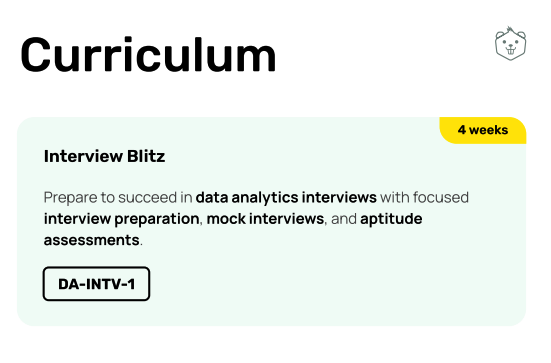 Curriculum
4 weeks
Interview Blitz
Prepare to succeed in data analytics interviews with focused
interview preparation, mock interviews, and aptitude
assessments.
DA-INTV-1